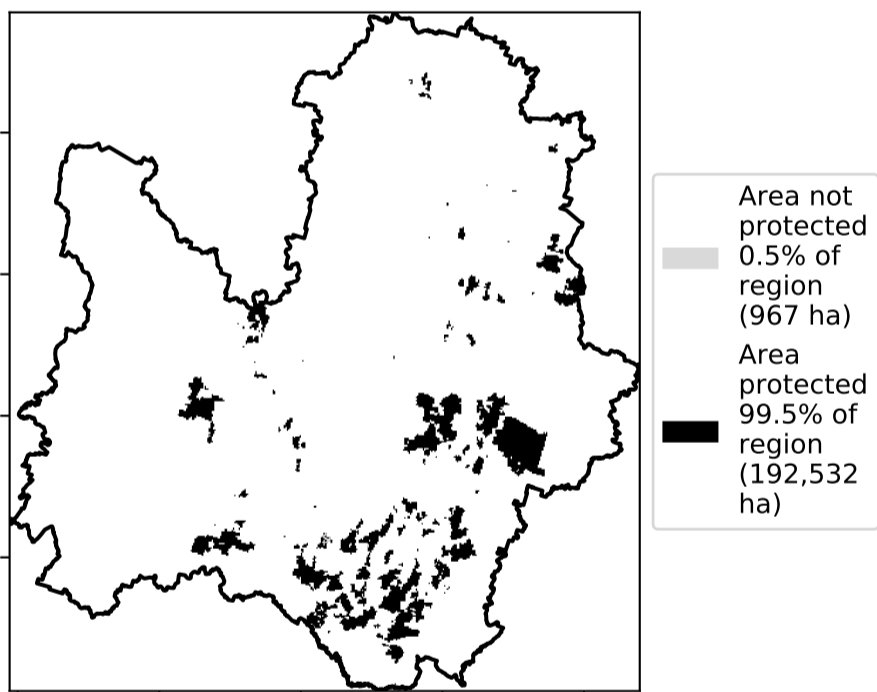 Area not
protected
0.5% of
region
(967 ha)
Area
protected
99.5% of
region
(192,532
ha)